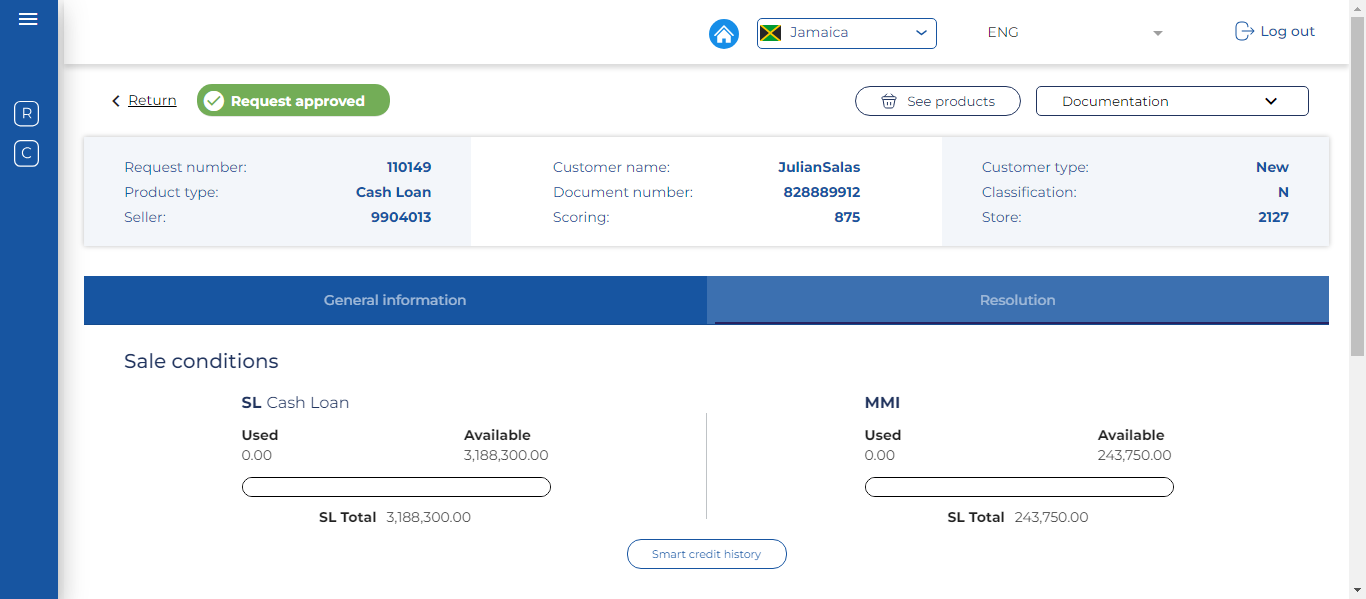 Jamaica
ENG
Log out
R
C
Return
Request approved
See products
Documentation
Request number: 110149
Product type: Cash Loan
Seller: 9904013
Customer name: JulianSalas
Document number: 828889912
Scoring: 875
Customer type: New
Classification: N
Store: 2127
General information
Resolution
Sale conditions
SL Cash Loan
Used Available
0.00 3,188,300.00
SL Total 3,188,300.00
MMI
Used Available
0.00 243,750.00
SL Total 243,750.00
Smart credit history